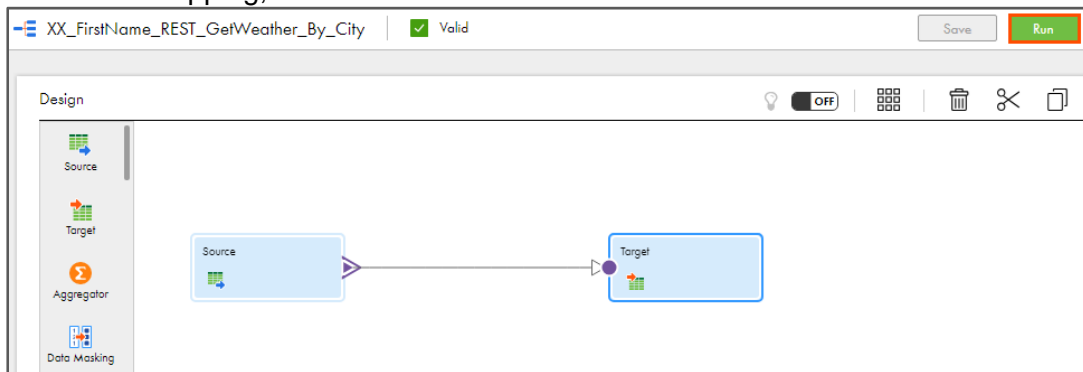 XX_FirstName_REST_GetWeather_By_City
Valid
Save
Run
Design
OFF
Source
Target
Aggregator
Data Masking
Source
Target